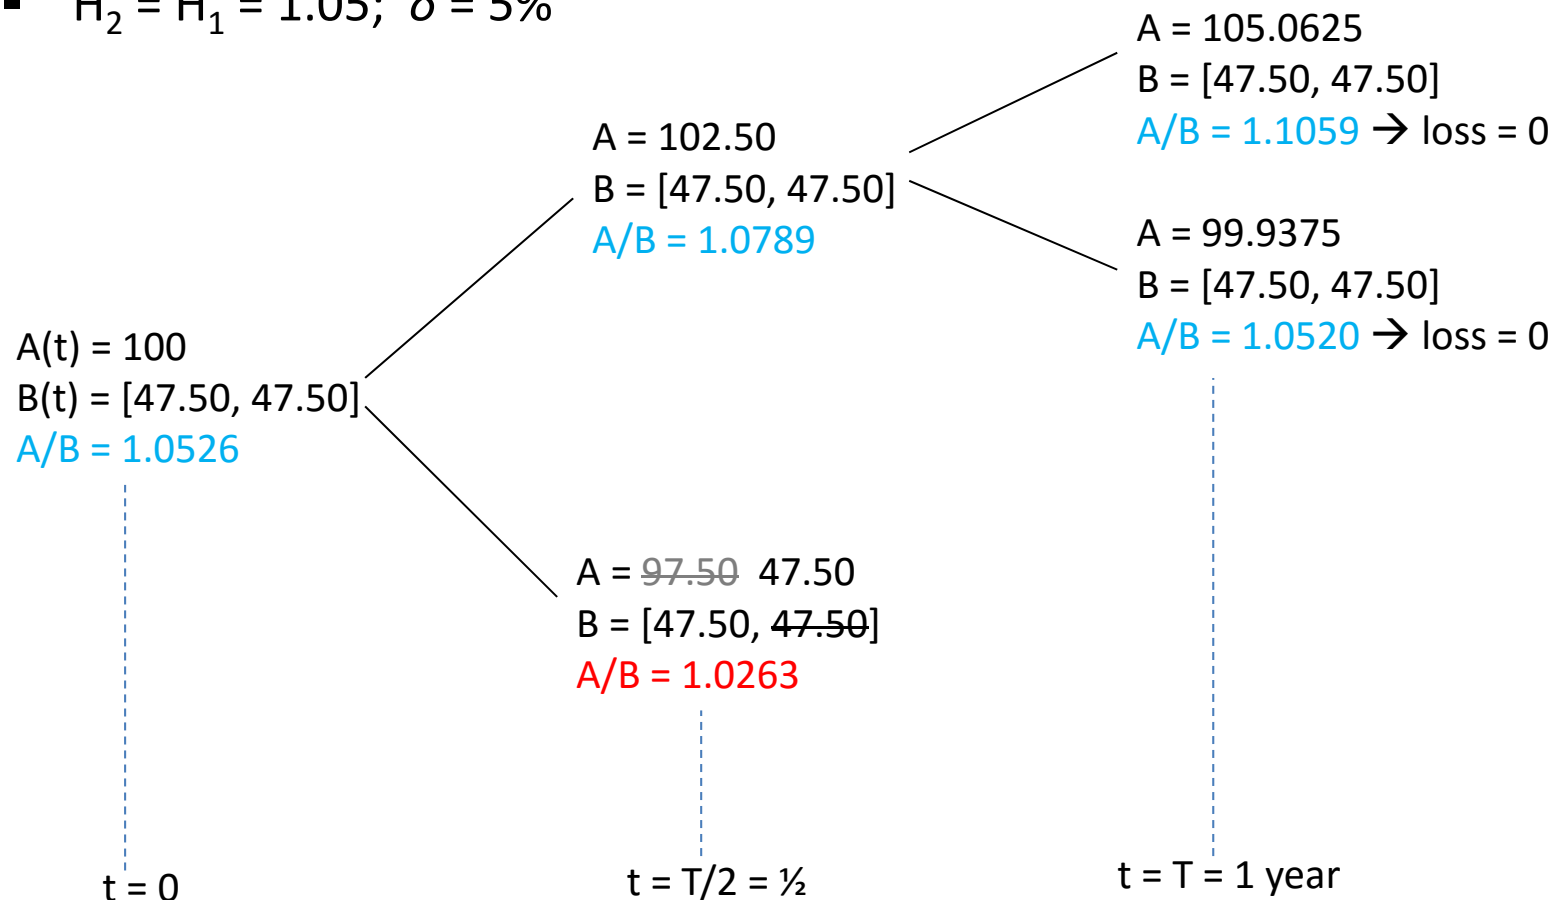 ▪ H₂ = H₁ = 1.05; δ = 5%
A = 105.0625
B = [47.50, 47.50]
A/B = 1.1059 → loss = 0
A = 102.50
B = [47.50, 47.50]
A/B = 1.0789
A = 99.9375
B = [47.50, 47.50]
A/B = 1.0520 → loss = 0
A(t) = 100
B(t) = [47.50, 47.50]
A/B = 1.0526
A = 97.50 47.50
B = [47.50, 47.50]
A/B = 1.0263
t = 0
t = T/2 = ½
t = T = 1 year